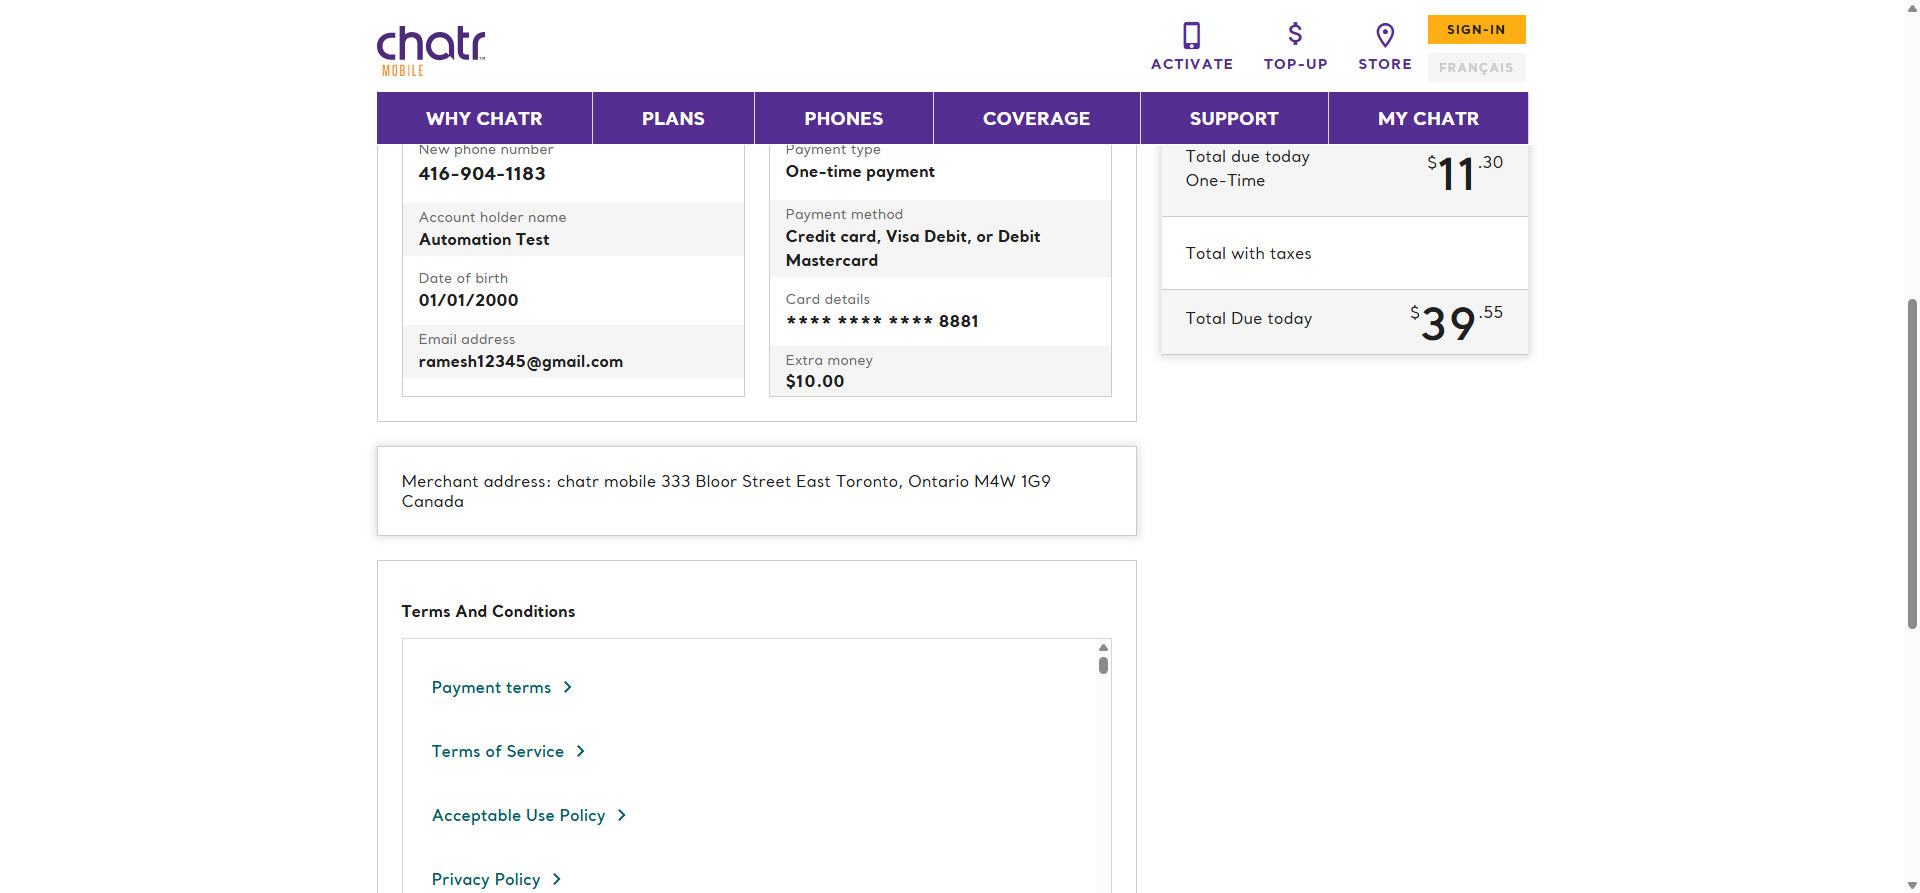 chatr
MOBILE
ACTIVATE
TOP-UP
STORE
SIGN-IN
FRANÇAIS
WHY CHATR
PLANS
PHONES
COVERAGE
SUPPORT
MY CHATR
New phone number
416-904-1183
Account holder name
Automation Test
Date of birth
01/01/2000
Email address
ramesh12345@gmail.com
Payment type
One-time payment
Payment method
Credit card, Visa Debit, or Debit
Mastercard
Card details
**** **** **** 8881
Extra money
$10.00
Total due today
One-Time
$11.30
Total with taxes
Total Due today
$39.55
Merchant address: chatr mobile 333 Bloor Street East Toronto, Ontario M4W 1G9
Canada
Terms And Conditions
Payment terms
Terms of Service
Acceptable Use Policy
Privacy Policy